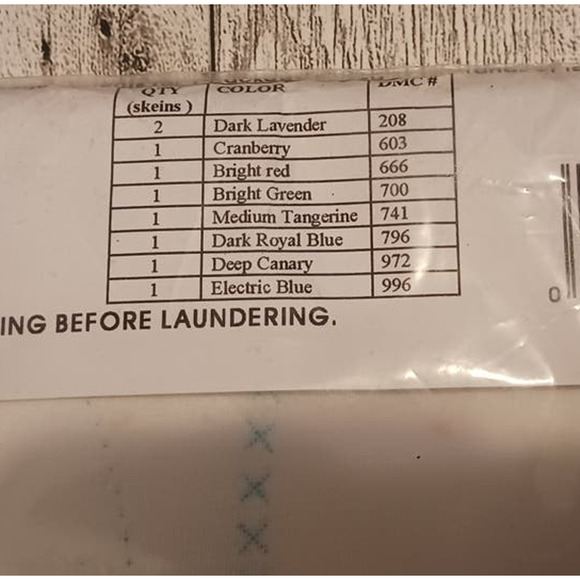 QTY COLOR DMC #
(skeins )
2 Dark Lavender 208
1 Cranberry 603
1 Bright red 666
1 Bright Green 700
1 Medium Tangerine 741
1 Dark Royal Blue 796
1 Deep Canary 972
1 Electric Blue 996
ING BEFORE LAUNDERING.
0